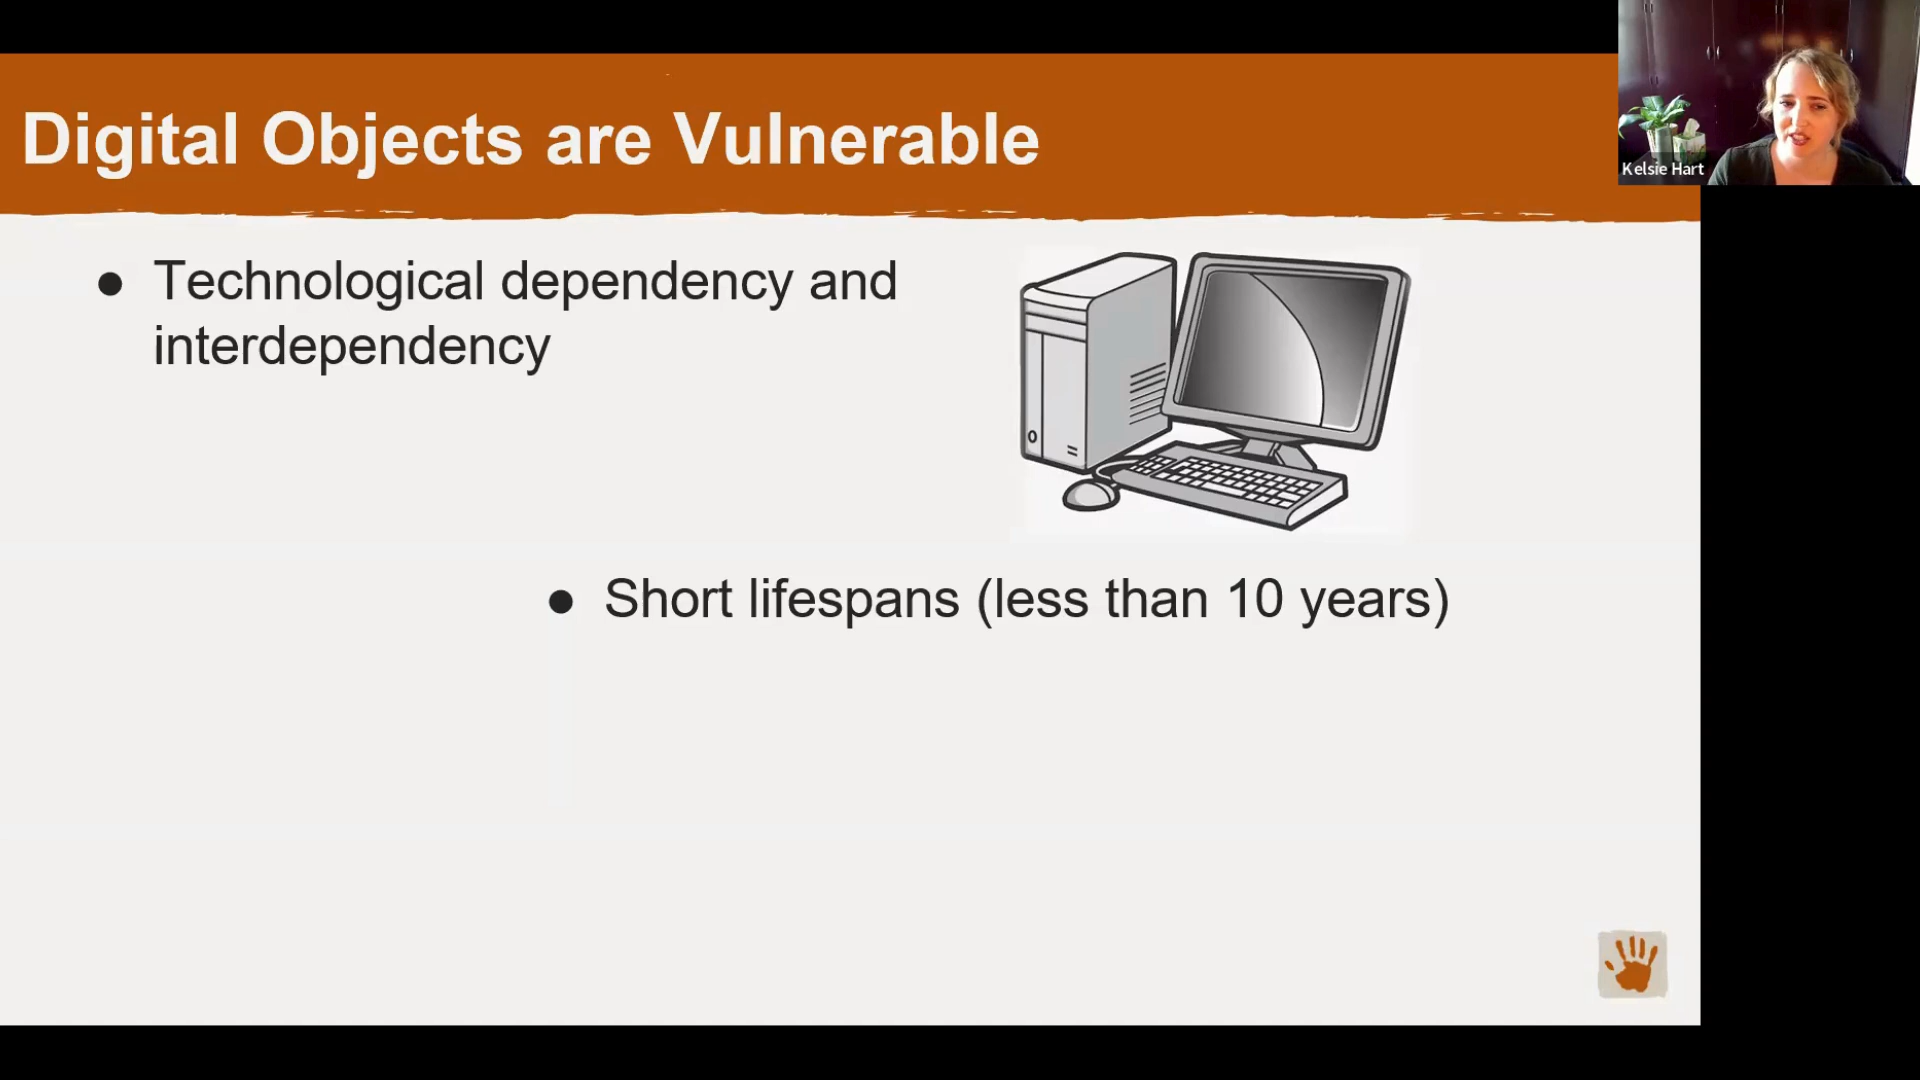 Digital Objects are Vulnerable
Kelsie Hart
● Technological dependency and
interdependency
● Short lifespans (less than 10 years)